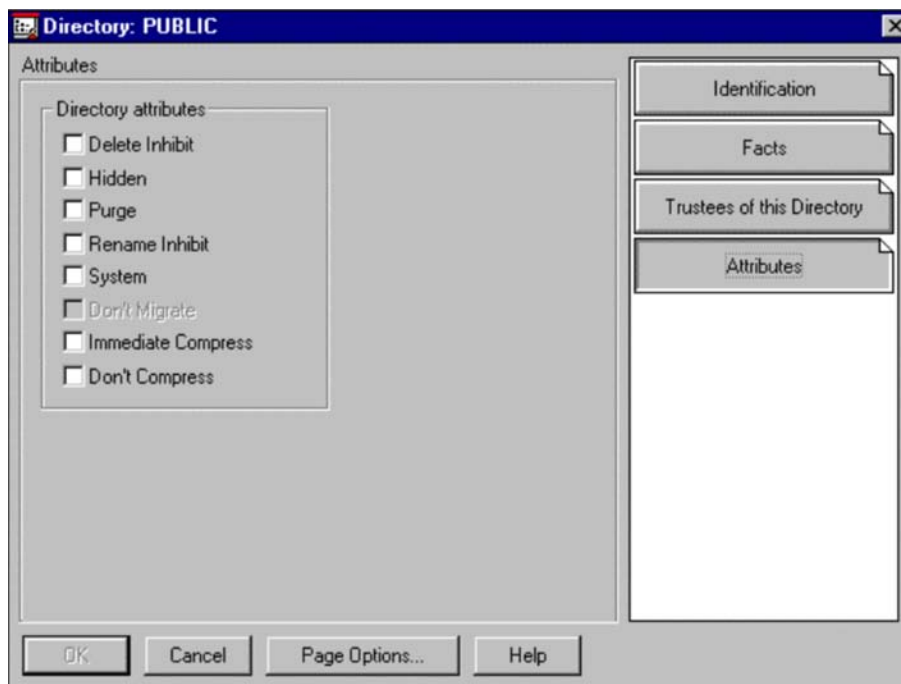 Directory: PUBLIC
Attributes
Directory attributes
Delete Inhibit
Hidden
Purge
Rename Inhibit
System
Don't Migrate
Immediate Compress
Don't Compress
Identification
Facts
Trustees of this Directory
Attributes
OK
Cancel
Page Options...
Help